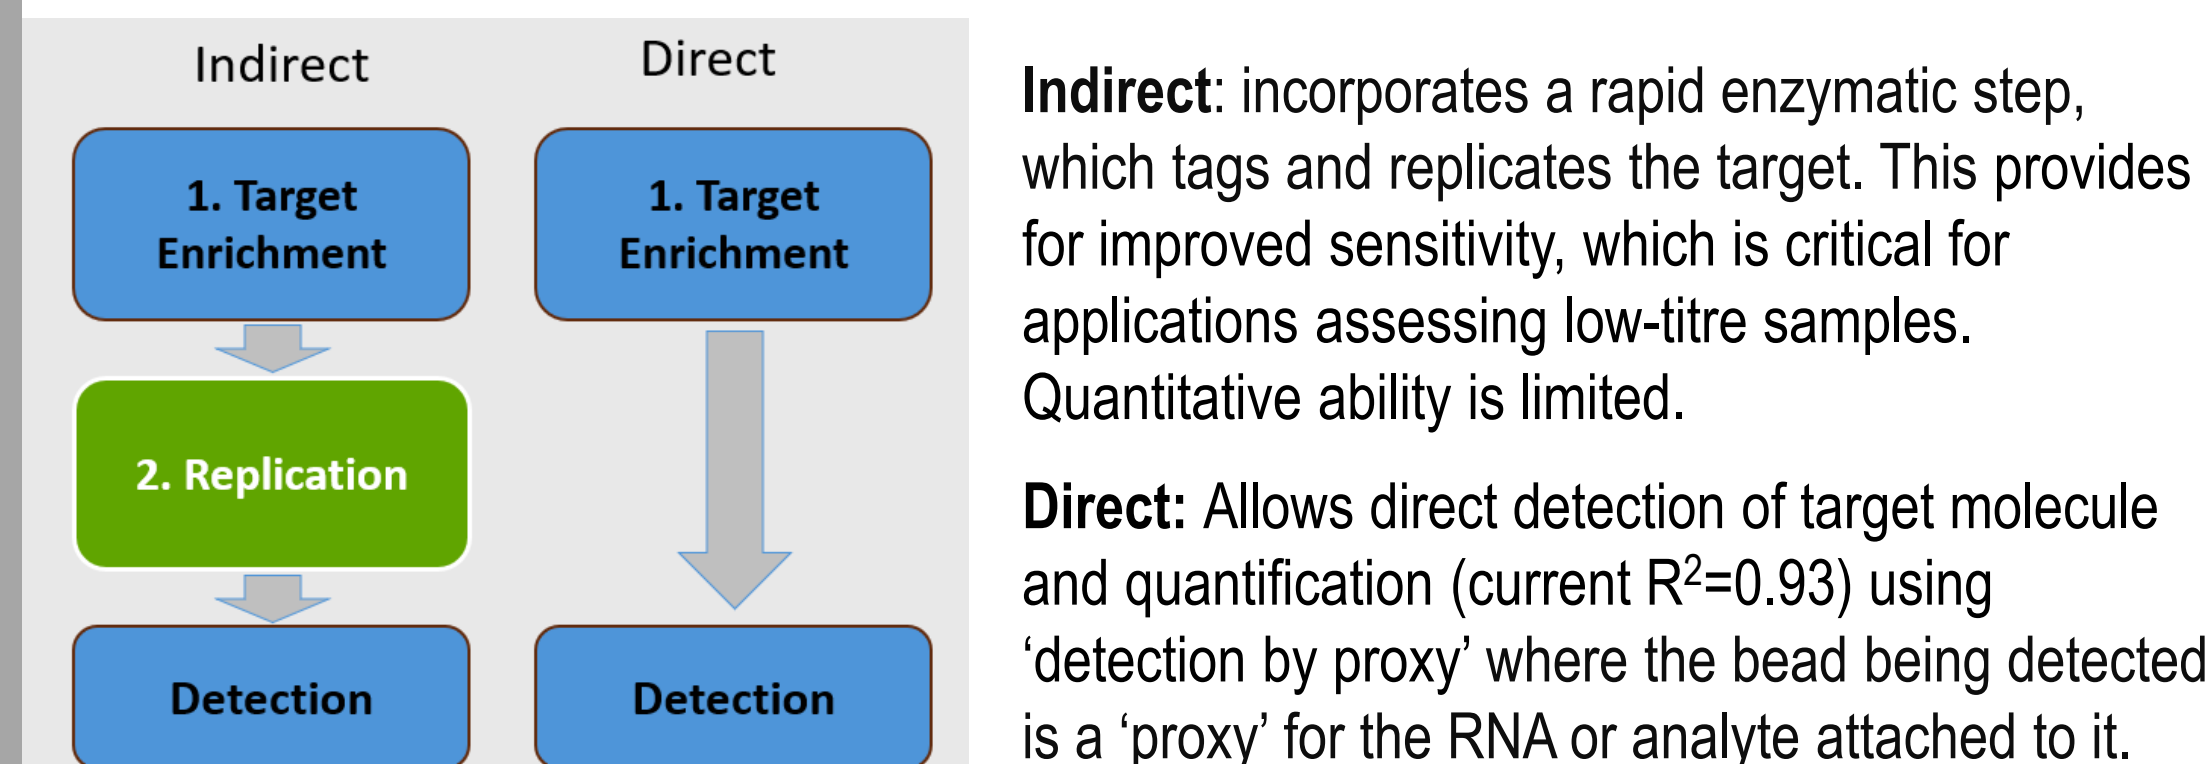 Indirect
Direct
1. Target
Enrichment
1. Target
Enrichment
2. Replication
Detection
Detection
Indirect: incorporates a rapid enzymatic step,
which tags and replicates the target. This provides
for improved sensitivity, which is critical for
applications assessing low-titre samples.
Quantitative ability is limited.
Direct: Allows direct detection of target molecule
and quantification (current R²=0.93) using
‘detection by proxy’ where the bead being detected
is a ‘proxy’ for the RNA or analyte attached to it.